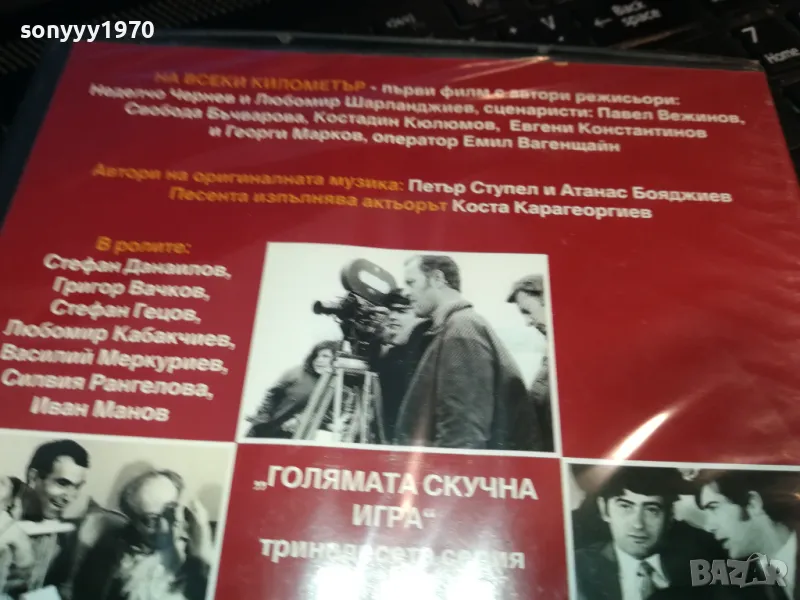 sonyyy1970
НА ВСЕКИ КИЛОМЕТЪР - първи филм с автори режисьори:
Неделчо Чернев и Любомир Шарланджиев, сценаристи: Павел Вежинов,
Свобода Бъчварова, Костадин Кюлюмов, Евгени Константинов
и Георги Марков, оператор Емил Вагенщайн
Автори на оригиналната музика: Петър Ступел и Атанас Бояджиев
Песента изпълнява актьорът Коста Карагеоргиев
В ролите:
Стефан Данаилов,
Григор Вачков,
Стефан Гецов,
Любомир Кабакчиев,
Василий Меркуриев,
Силвия Рангелова,
Иван Манов
„ГОЛЯМАТА СКУЧНА
ИГРА“
тринадесета серия
BAZAR